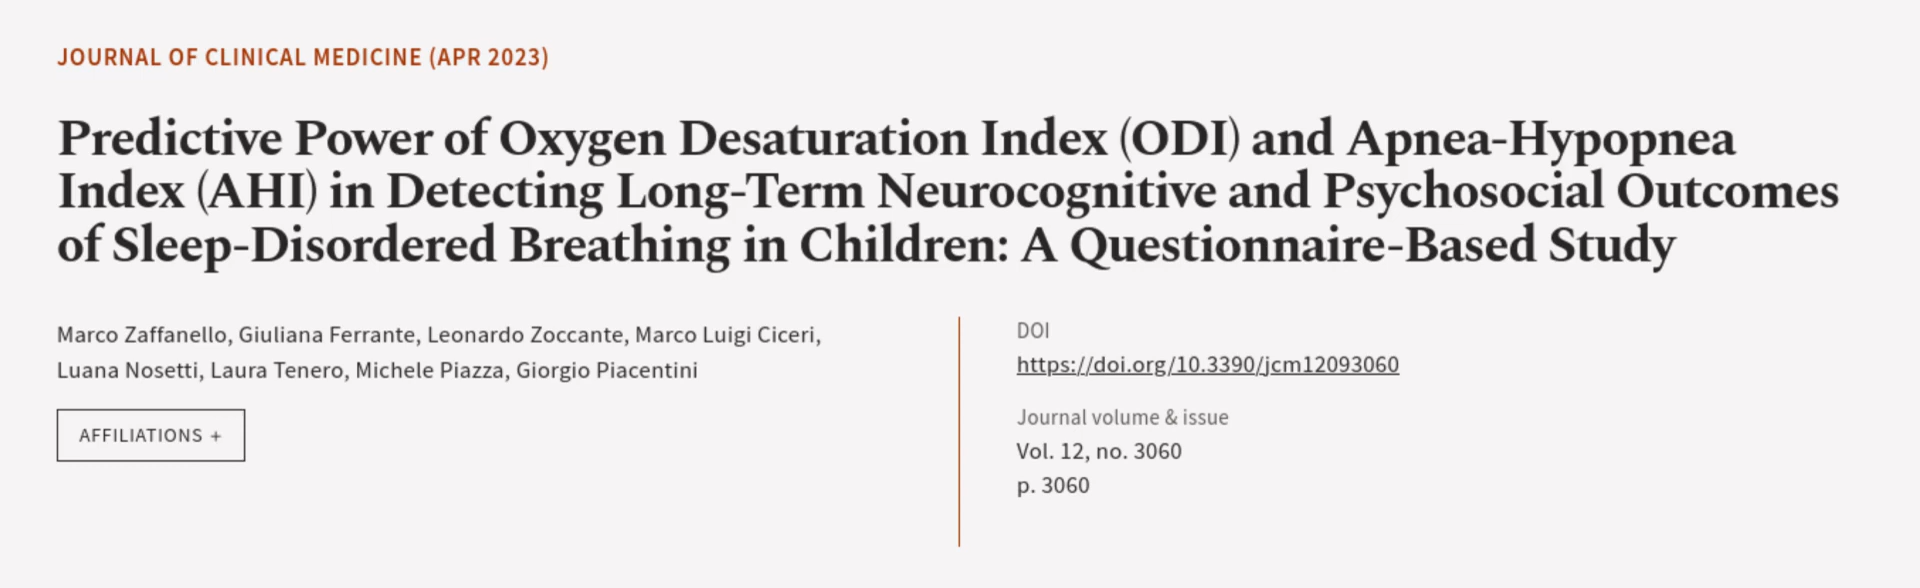 JOURNAL OF CLINICAL MEDICINE (APR 2023)
Predictive Power of Oxygen Desaturation Index (ODI) and Apnea-Hypopnea
Index (AHI) in Detecting Long-Term Neurocognitive and Psychosocial Outcomes
of Sleep-Disordered Breathing in Children: A Questionnaire-Based Study
Marco Zaffanello, Giuliana Ferrante, Leonardo Zoccante, Marco Luigi Ciceri,
Luana Nosetti, Laura Tenero, Michele Piazza, Giorgio Piacentini
AFFILIATIONS +
DOI
https://doi.org/10.3390/jcm12093060
Journal volume & issue
Vol. 12, no. 3060
p. 3060